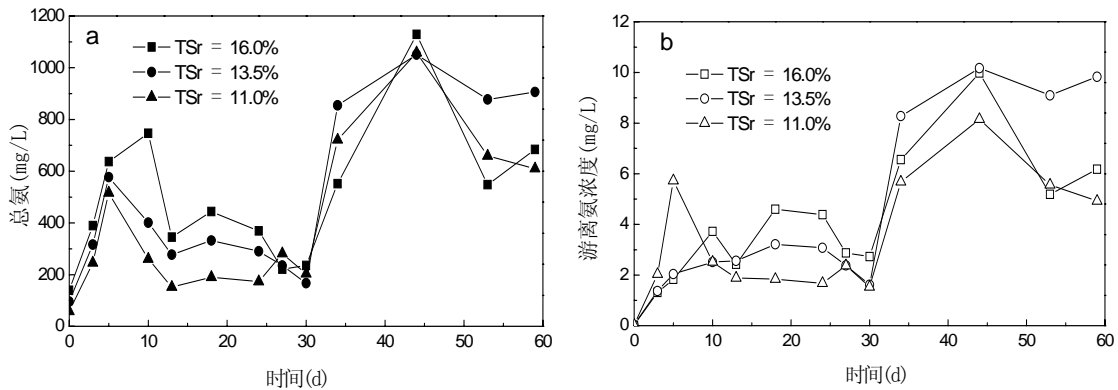 a
TSr = 16.0%
TSr = 13.5%
TSr = 11.0%
总氨(mg/L)
1200
1000
800
600
400
200
0
0 10 20 30 40 50 60
时间(d)
b
TSr = 16.0%
TSr = 13.5%
TSr = 11.0%
游离氨浓度(mg/L)
12
10
8
6
4
2
0
0 10 20 30 40 50 60
时间(d)